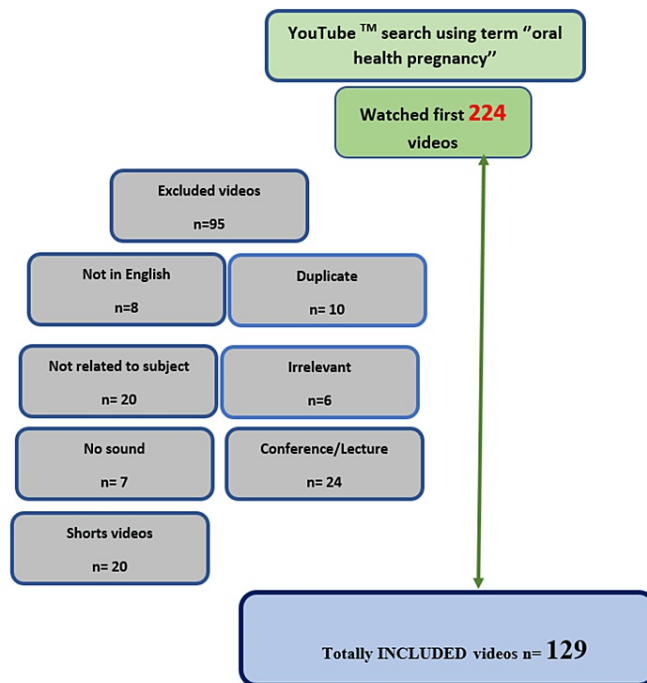 YouTube ™ search using term “oral
health pregnancy”
Watched first 224
videos
Excluded videos
n=95
Not in English
n=8
Duplicate
n= 10
Not related to subject
n= 20
Irrelevant
n=6
No sound
n= 7
Conference/Lecture
n= 24
Shorts videos
n= 20
Totally INCLUDED videos n= 129